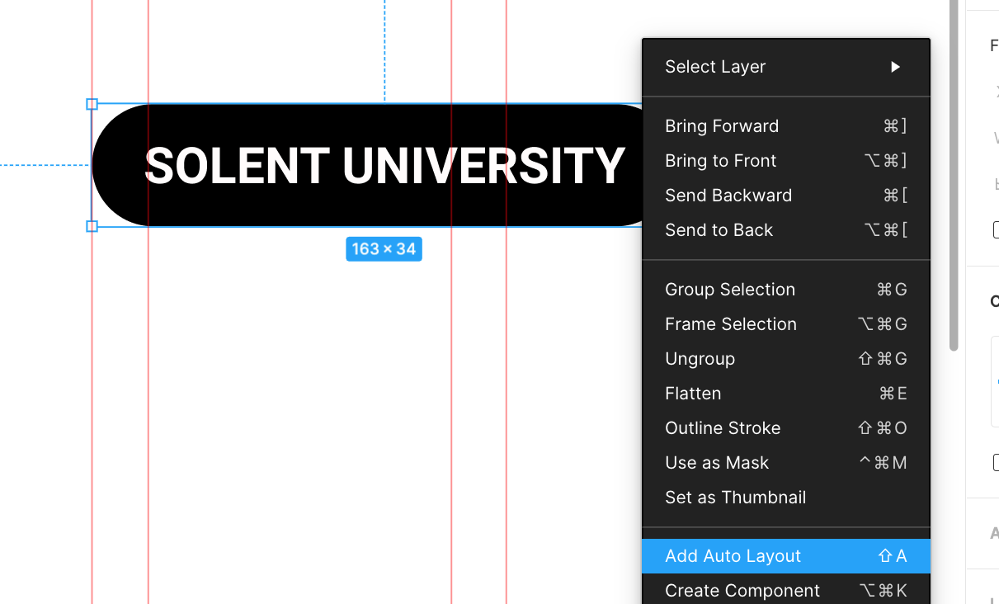 Select Layer
SOLENT UNIVERSITY
163 × 34
Bring Forward ⌘]
Bring to Front ⌥⌘]
Send Backward ⌘[
Send to Back ⌥⌘[
Group Selection ⌘G
Frame Selection ⌥⌘G
Ungroup ⇧⌘G
Flatten ⌘E
Outline Stroke ⇧⌘O
Use as Mask ^⌘M
Set as Thumbnail
Add Auto Layout ⇧A
Create Component ⌥⌘K